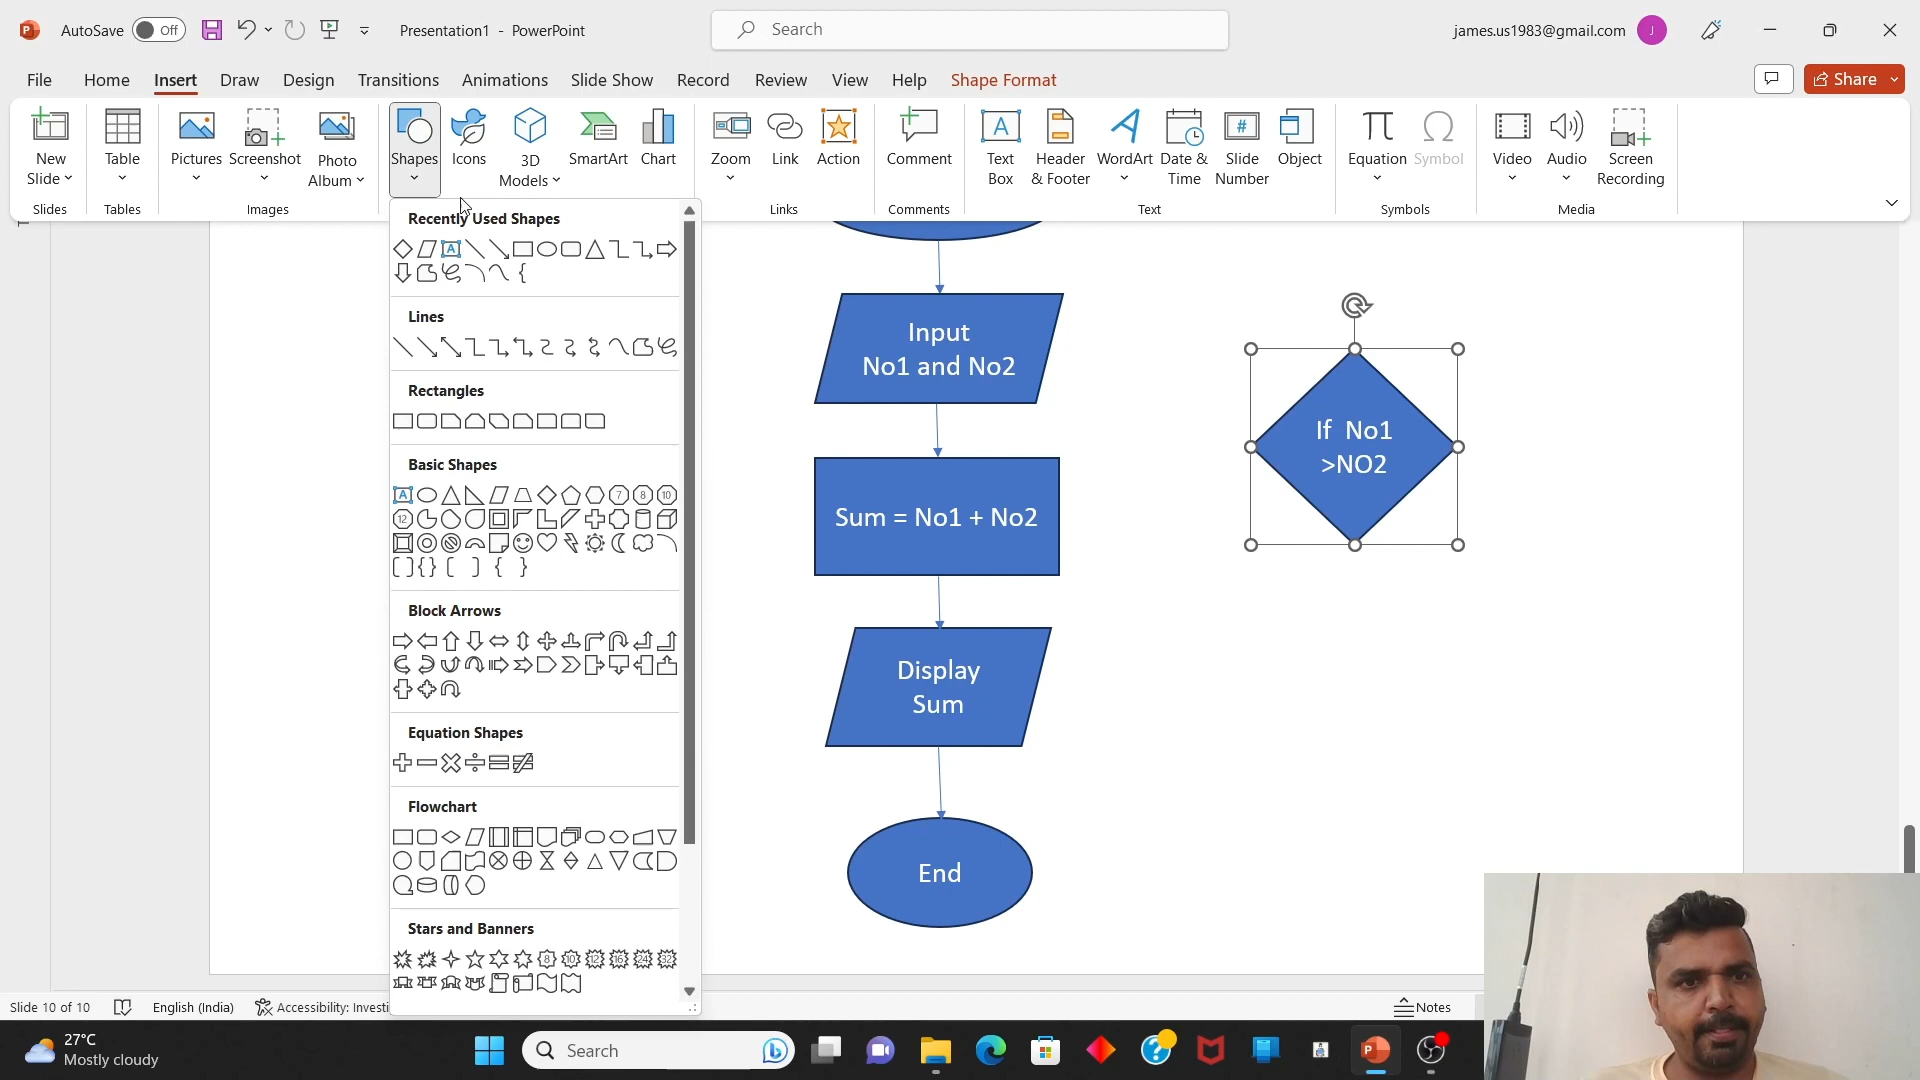 AutoSave Off Presentation1 - PowerPoint Search james.us1983@gmail.com J
File Home Insert Draw Design Transitions Animations Slide Show Record Review View Help Shape Format Share
New Slide
Table
Pictures
Screenshot
Photo Album
Shapes
Icons
3D Models
SmartArt
Chart
Zoom
Link
Action
Comment
Text Box
Header & Footer
WordArt
Date & Time
Slide Number
Object
Equation
Symbol
Video
Audio
Screen Recording
Slides Tables Images Links Comments Text Symbols Media
Recently Used Shapes
Lines
Rectangles
Basic Shapes
Block Arrows
Equation Shapes
Flowchart
Stars and Banners
Input
No1 and No2
Sum = No1 + No2
Display
Sum
End
If No1
>NO2
Slide 10 of 10 English (India) Accessibility: Investi Notes
27°C
Mostly cloudy
Search